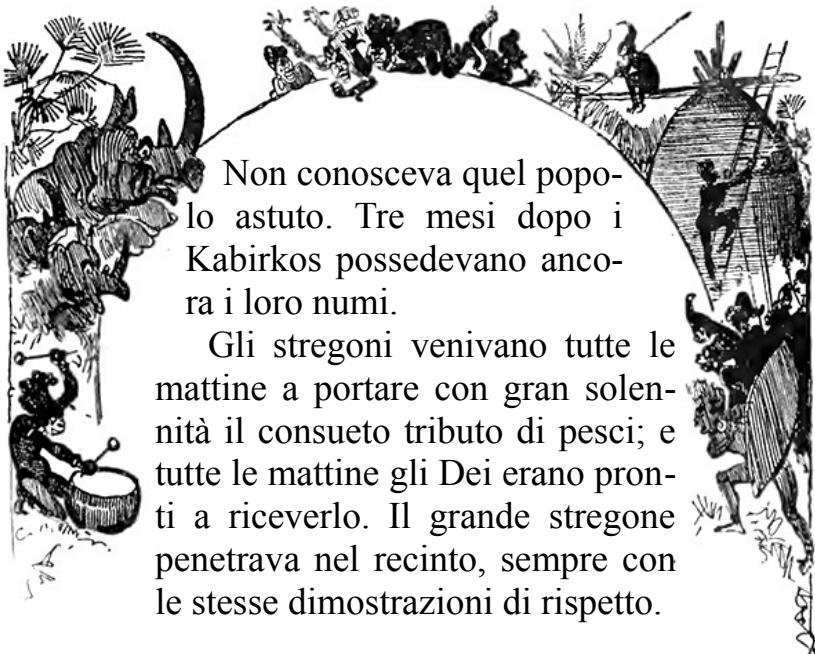 Non conosceva quel popo-
lo astuto. Tre mesi dopo i
Kabirkos possedevano anco-
ra i loro numi.
Gli stregoni venivano tutte le
mattine a portare con gran solen-
nità il consueto tributo di pesci; e
tutte le mattine gli Dei erano pron-
ti a riceverlo. Il grande stregone
penetrava nel recinto, sempre con
le stesse dimostrazioni di rispetto.